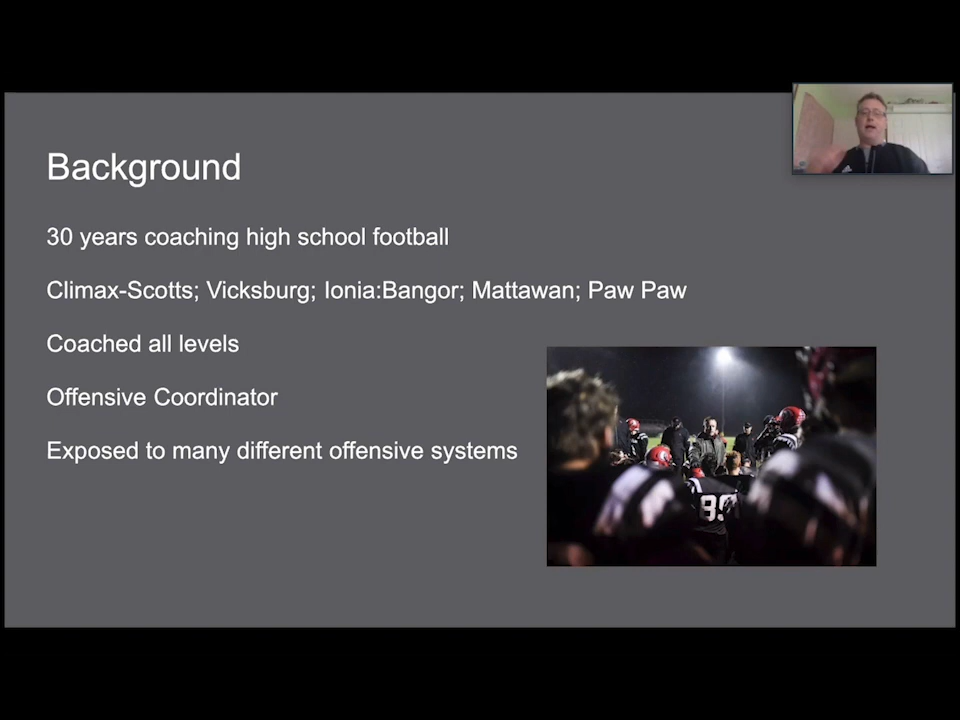 Background
30 years coaching high school football
Climax-Scotts; Vicksburg; Ionia:Bangor; Mattawan; Paw Paw
Coached all levels
Offensive Coordinator
Exposed to many different offensive systems
89